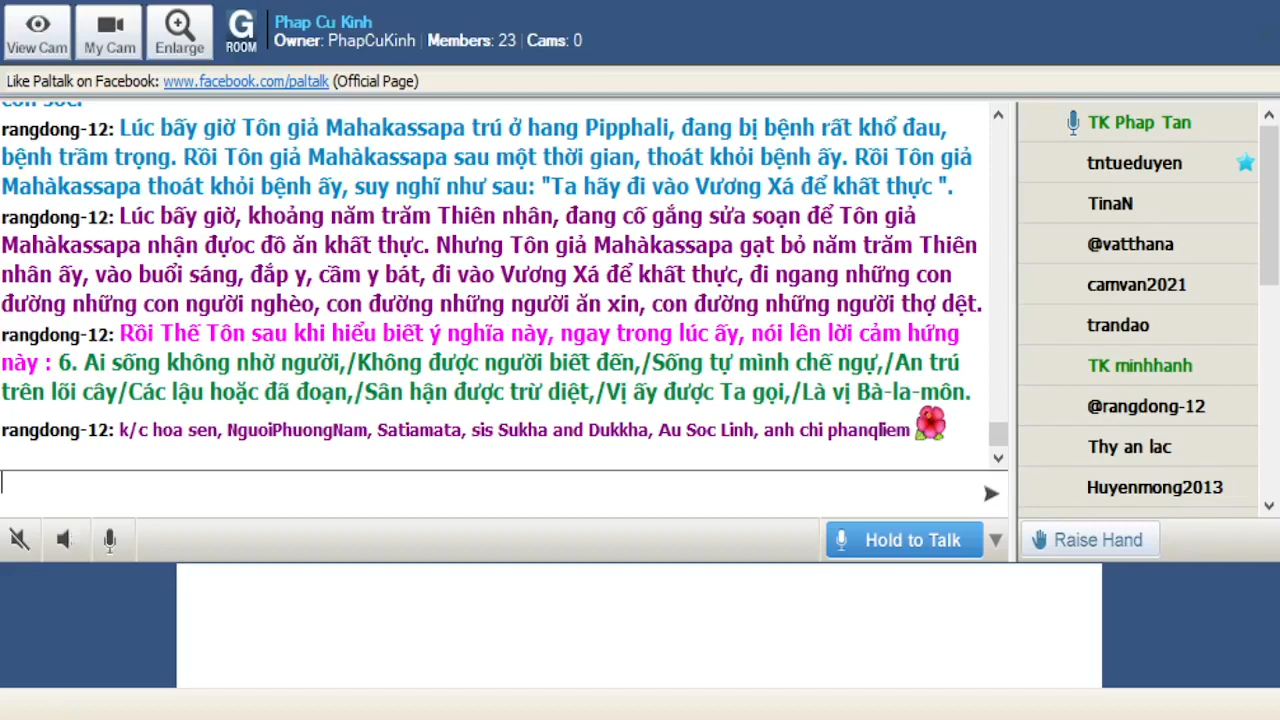 View Cam
My Cam
Enlarge
G
ROOM
Phap Cu Kinh
Owner: PhapCuKinh | Members: 23 | Cams: 0
Like Paltalk on Facebook: www.facebook.com/paltalk (Official Page)
con sóc.
rangdong-12: Lúc bấy giờ Tôn giả Mahakassapa trú ở hang Pipphali, đang bị bệnh rất khổ đau,
bệnh trầm trọng. Rồi Tôn giả Mahàkassapa sau một thời gian, thoát khỏi bệnh ấy. Rồi Tôn giả
Mahàkassapa thoát khỏi bệnh ấy, suy nghĩ như sau: "Ta hãy đi vào Vương Xá để khất thực ".
rangdong-12: Lúc bấy giờ, khoảng năm trăm Thiên nhân, đang cố gắng sửa soạn để Tôn giả
Mahàkassapa nhận đựoc đồ ăn khất thực. Nhưng Tôn giả Mahàkassapa gạt bỏ năm trăm Thiên
nhân ấy, vào buổi sáng, đắp y, cầm y bát, đi vào Vương Xá để khất thực, đi ngang những con
đường những con người nghèo, con đường những người ăn xin, con đường những người thợ dệt.
rangdong-12: Rồi Thế Tôn sau khi hiểu biết ý nghĩa này, ngay trong lúc ấy, nói lên lời cảm hứng
này : 6. Ai sống không nhờ người,/Không được người biết đến,/Sống tự mình chế ngự,/An trú
trên lõi cây/Các lậu hoặc đã đoạn,/Sân hận được trừ diệt,/Vị ấy được Ta gọi,/Là vị Bà-la-môn.
rangdong-12: k/c hoa sen, NguoiPhuongNam, Satiamata, sis Sukha and Dukkha, Au Soc Linh, anh chi phanqliem
Hold to Talk
TK Phap Tan
tntueduyen
TinaN
@vatthana
camvan2021
trandao
TK minhhanh
@rangdong-12
Thy an lac
Huyenmong2013
Raise Hand